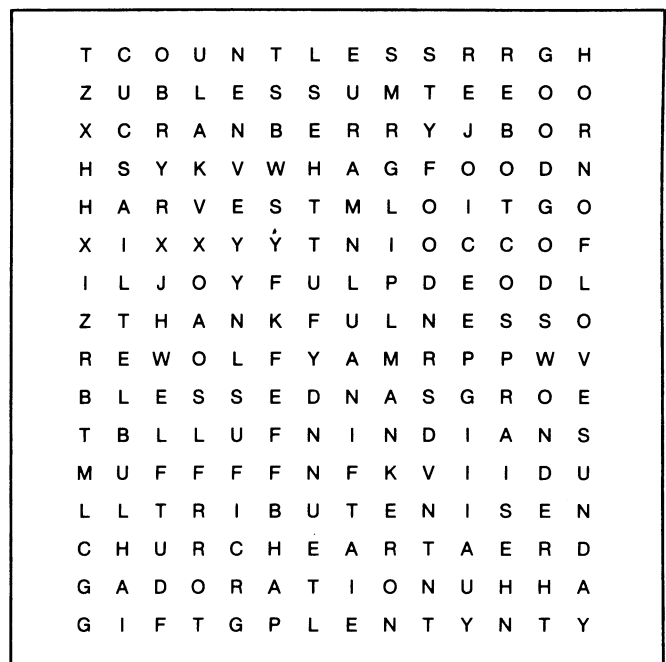 T C O U N T L E S S R R G H
Z U B L E S S U M T E E O O
X C R A N B E R R Y J B O R
H S Y K V W H A G F O O D N
H A R V E S T M L O I T G O
X I X X Y Y T N I O C C O F
I L J O Y F U L P D E O D L
Z T H A N K F U L N E S S O
R E W O L F Y A M R P P W V
B L E S S E D N A S G R O E
T B L L U F N I N D I A N S
M U F F F F N F K V I I D U
L L T R I B U T E N I S E N
C H U R C H E A R T A E R D
G A D O R A T I O N U H H A
G I F T G P L E N T Y N T Y